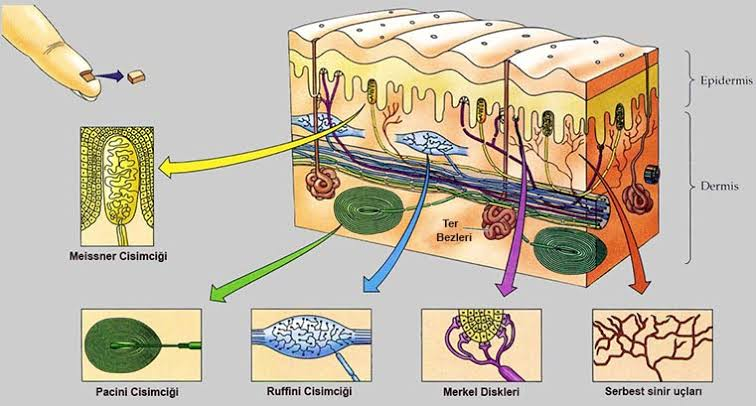 Epidermis
Dermis
Ter
Bezleri
Meissner Cisimciği
Pacini Cisimciği
Ruffini Cisimciği
Merkel Diskleri
Serbest sinir uçları